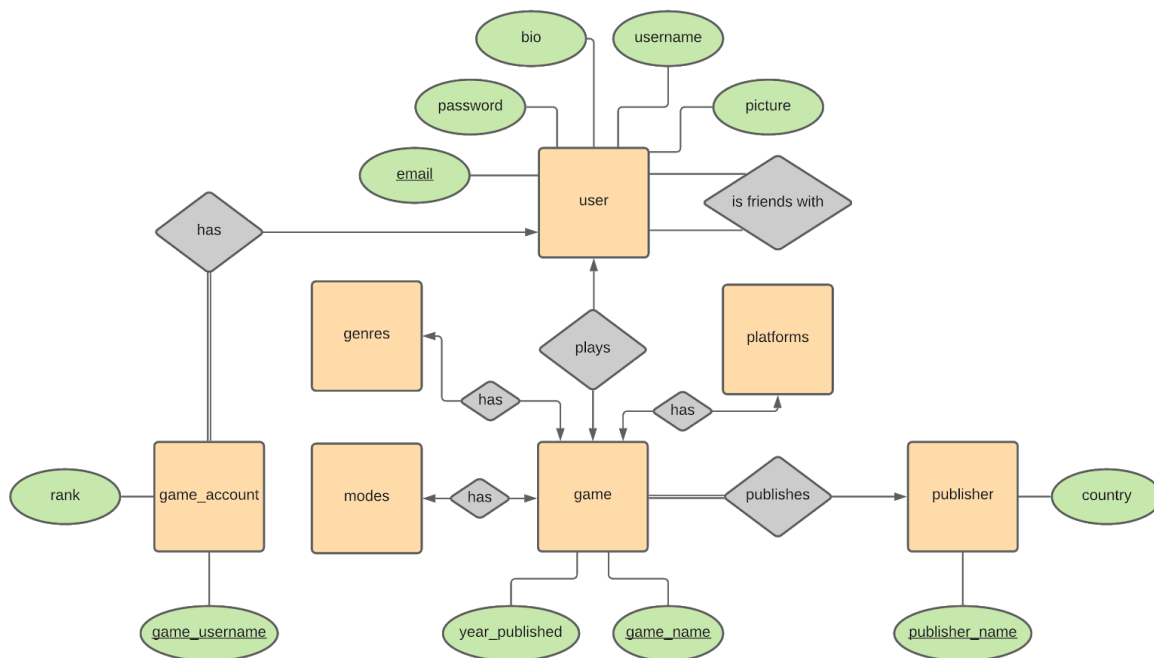 bio
username
password
picture
email
user
is friends with
has
genres
plays
platforms
has
has
rank
game_account
modes
has
game
publishes
publisher
country
game_username
year_published
game_name
publisher_name